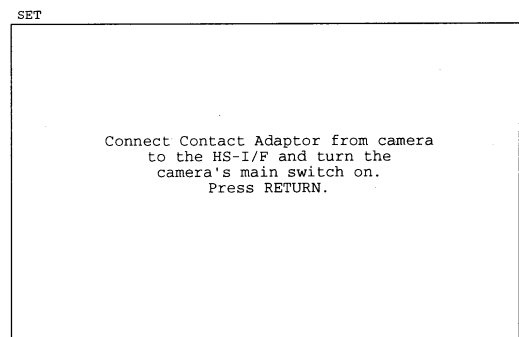 SET
Connect Contact Adaptor from camera
to the HS-I/F and turn the
camera's main switch on.
Press RETURN.